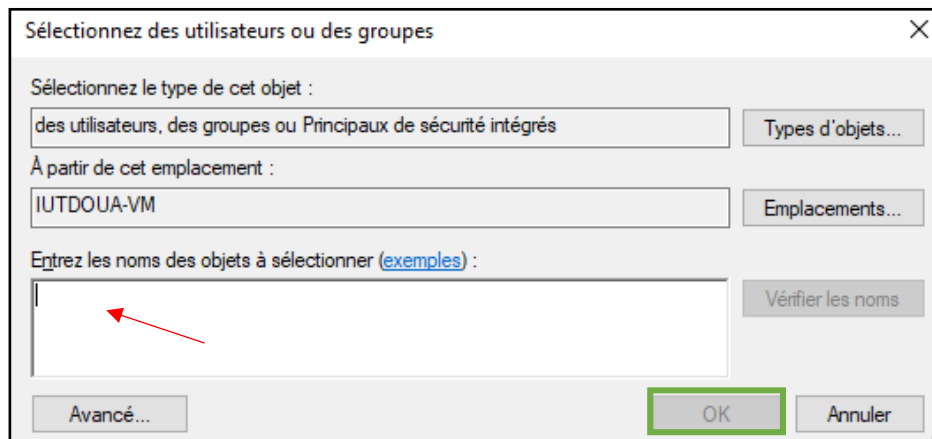 Sélectionnez des utilisateurs ou des groupes
Sélectionnez le type de cet objet :
des utilisateurs, des groupes ou Principaux de sécurité intégrés
Types d'objets...
À partir de cet emplacement :
IUTDOUA-VM
Emplacements...
Entrez les noms des objets à sélectionner (exemples) :
Vérifier les noms
Avancé...
OK
Annuler